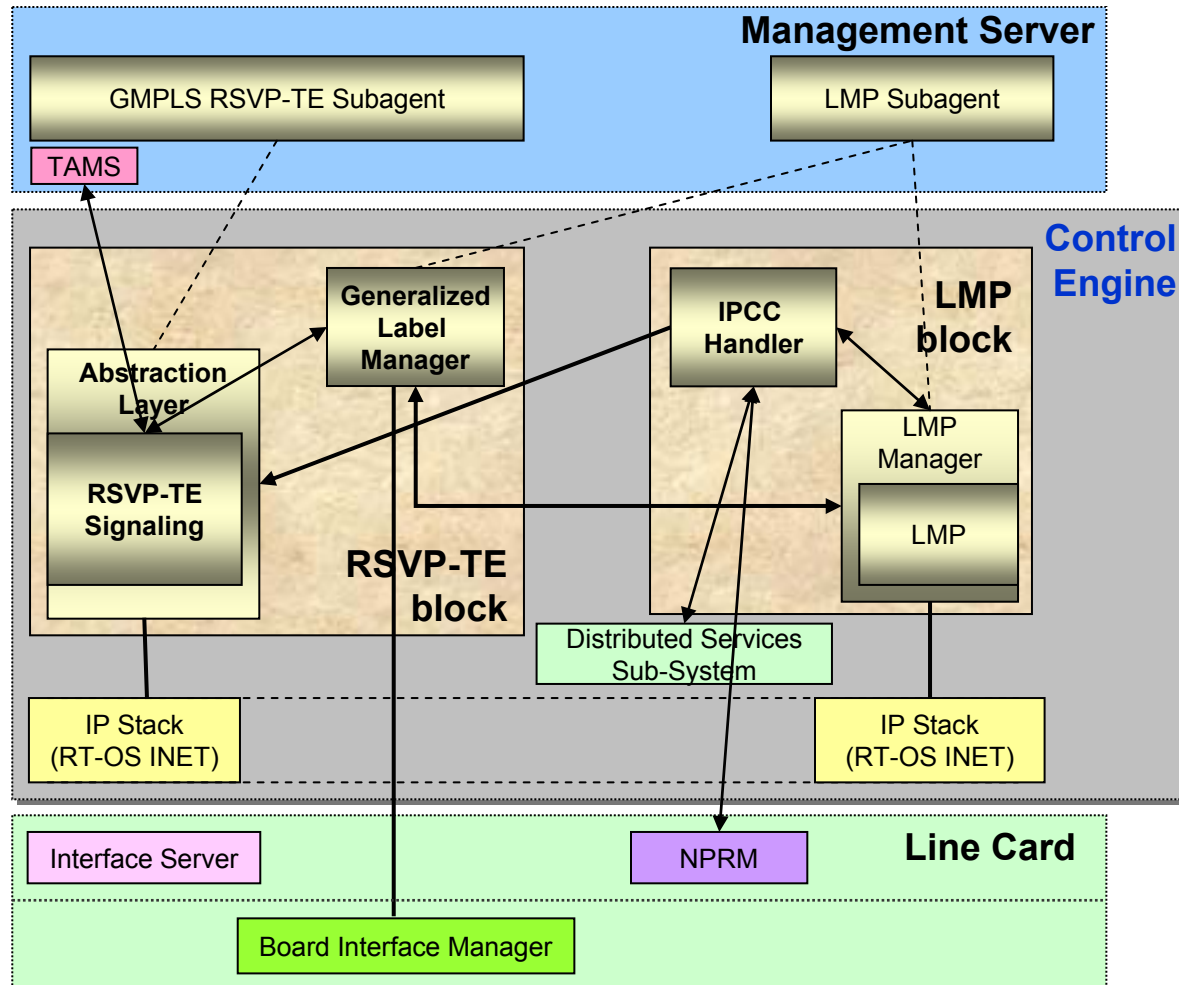 Management Server
GMPLS RSVP-TE Subagent
LMP Subagent
TAMS
Control
Engine
Generalized
Label
Manager
IPCC
Handler
LMP
block
Abstraction
Layer
RSVP-TE
Signaling
LMP
Manager
LMP
RSVP-TE
block
Distributed Services
Sub-System
IP Stack
(RT-OS INET)
IP Stack
(RT-OS INET)
Line Card
Interface Server
NPRM
Board Interface Manager